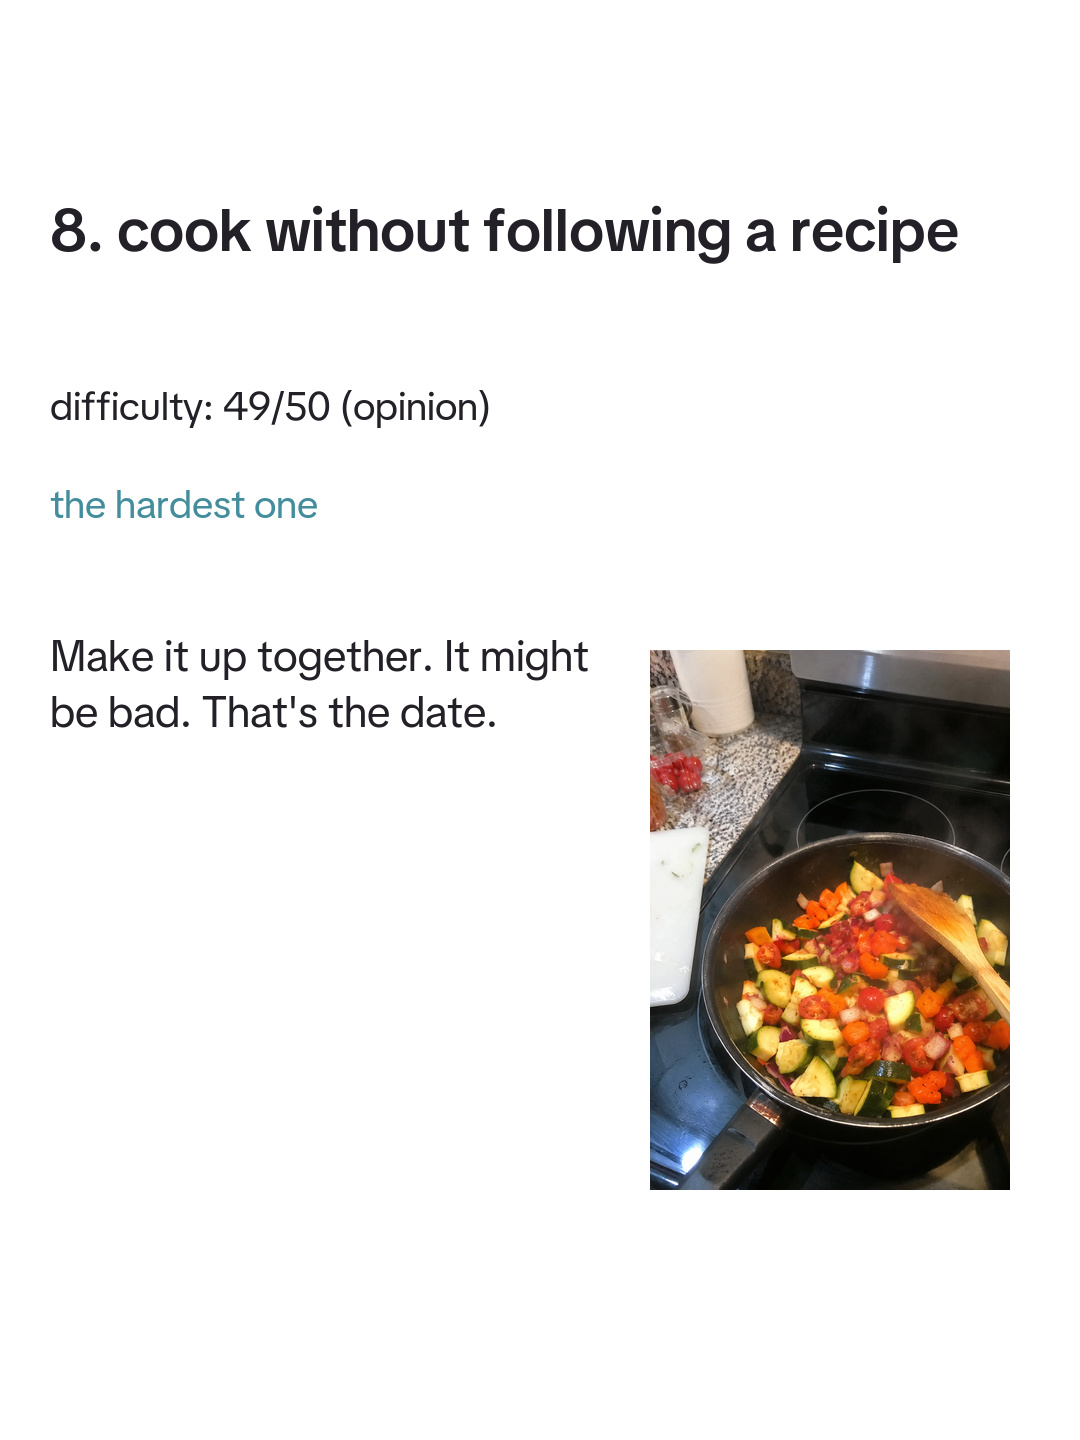 8. cook without following a recipe
difficulty: 49/50 (opinion)
the hardest one
Make it up together. It might
be bad. That's the date.